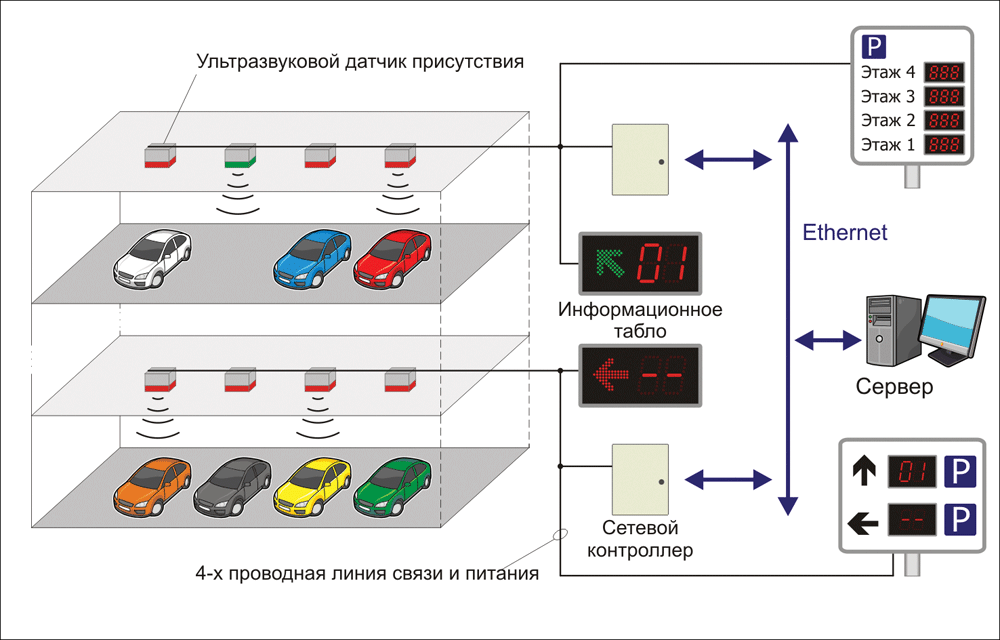 Ультразвуковой датчик присутствия
P
Этаж 4 888
Этаж 3 888
Этаж 2 888
Этаж 1 888
Ethernet
01
Информационное
табло
--
Сервер
Сетевой
контроллер
01 P
-- P
4-х проводная линия связи и питания